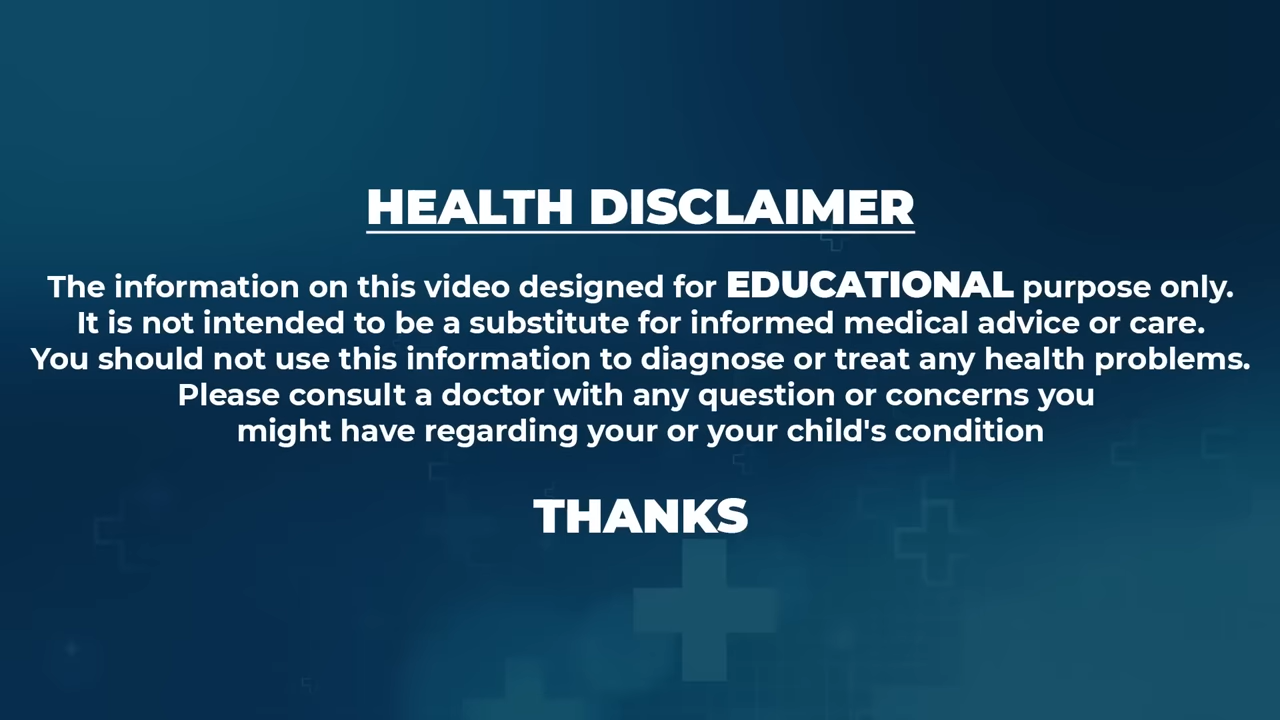 HEALTH DISCLAIMER
The information on this video designed for EDUCATIONAL purpose only.
It is not intended to be a substitute for informed medical advice or care.
You should not use this information to diagnose or treat any health problems.
Please consult a doctor with any question or concerns you
might have regarding your or your child's condition
THANKS